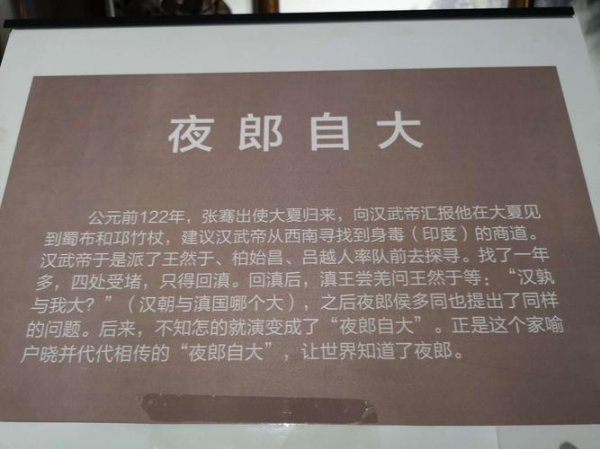 夜郎自大
公元前122年，张骞出使大夏归来，向汉武帝汇报他在大夏见
到蜀布和邛竹杖，建议汉武帝从西南寻找到身毒（印度）的商道。
汉武帝于是派了王然于、柏始昌、吕越人率队前去探寻。找了一年
多，四处受堵，只得回滇。回滇后，滇王尝羌问王然于等：“汉孰
与我大？”（汉朝与滇国哪个大），之后夜郎侯多同也提出了同样
的问题。后来，不知怎的就演变成了“夜郎自大”。正是这个家喻
户晓并代代相传的“夜郎自大”，让世界知道了夜郎。